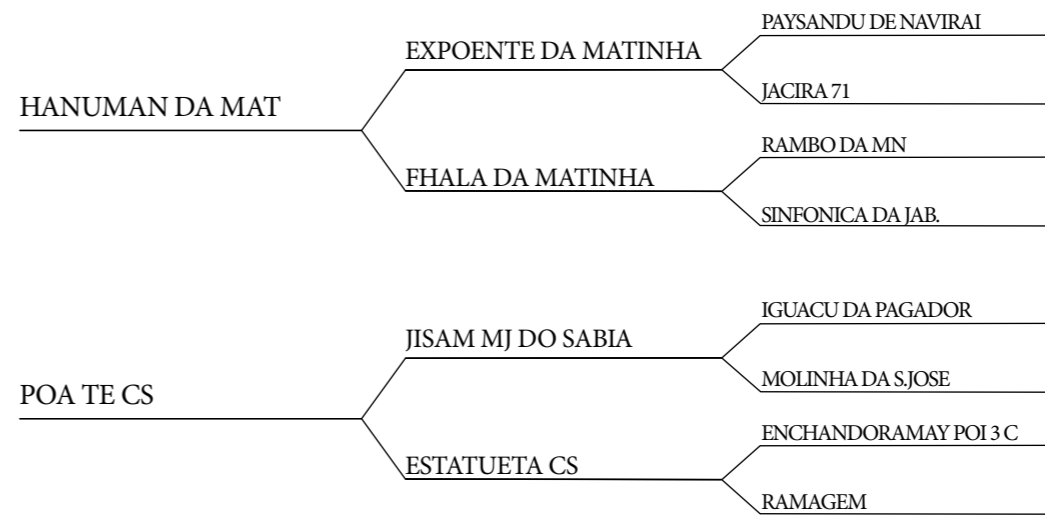 PAYSANDU DE NAVIRAI
EXPOENTE DA MATINHA
JACIRA 71
HANUMAN DA MAT
RAMBO DA MN
FHALA DA MATINHA
SINFONICA DA JAB.
IGUACU DA PAGADOR
JISAM MJ DO SABIA
MOLINHA DA S.JOSE
POA TE CS
ENCHANDORAMAY POI 3 C
ESTATUETA CS
RAMAGEM